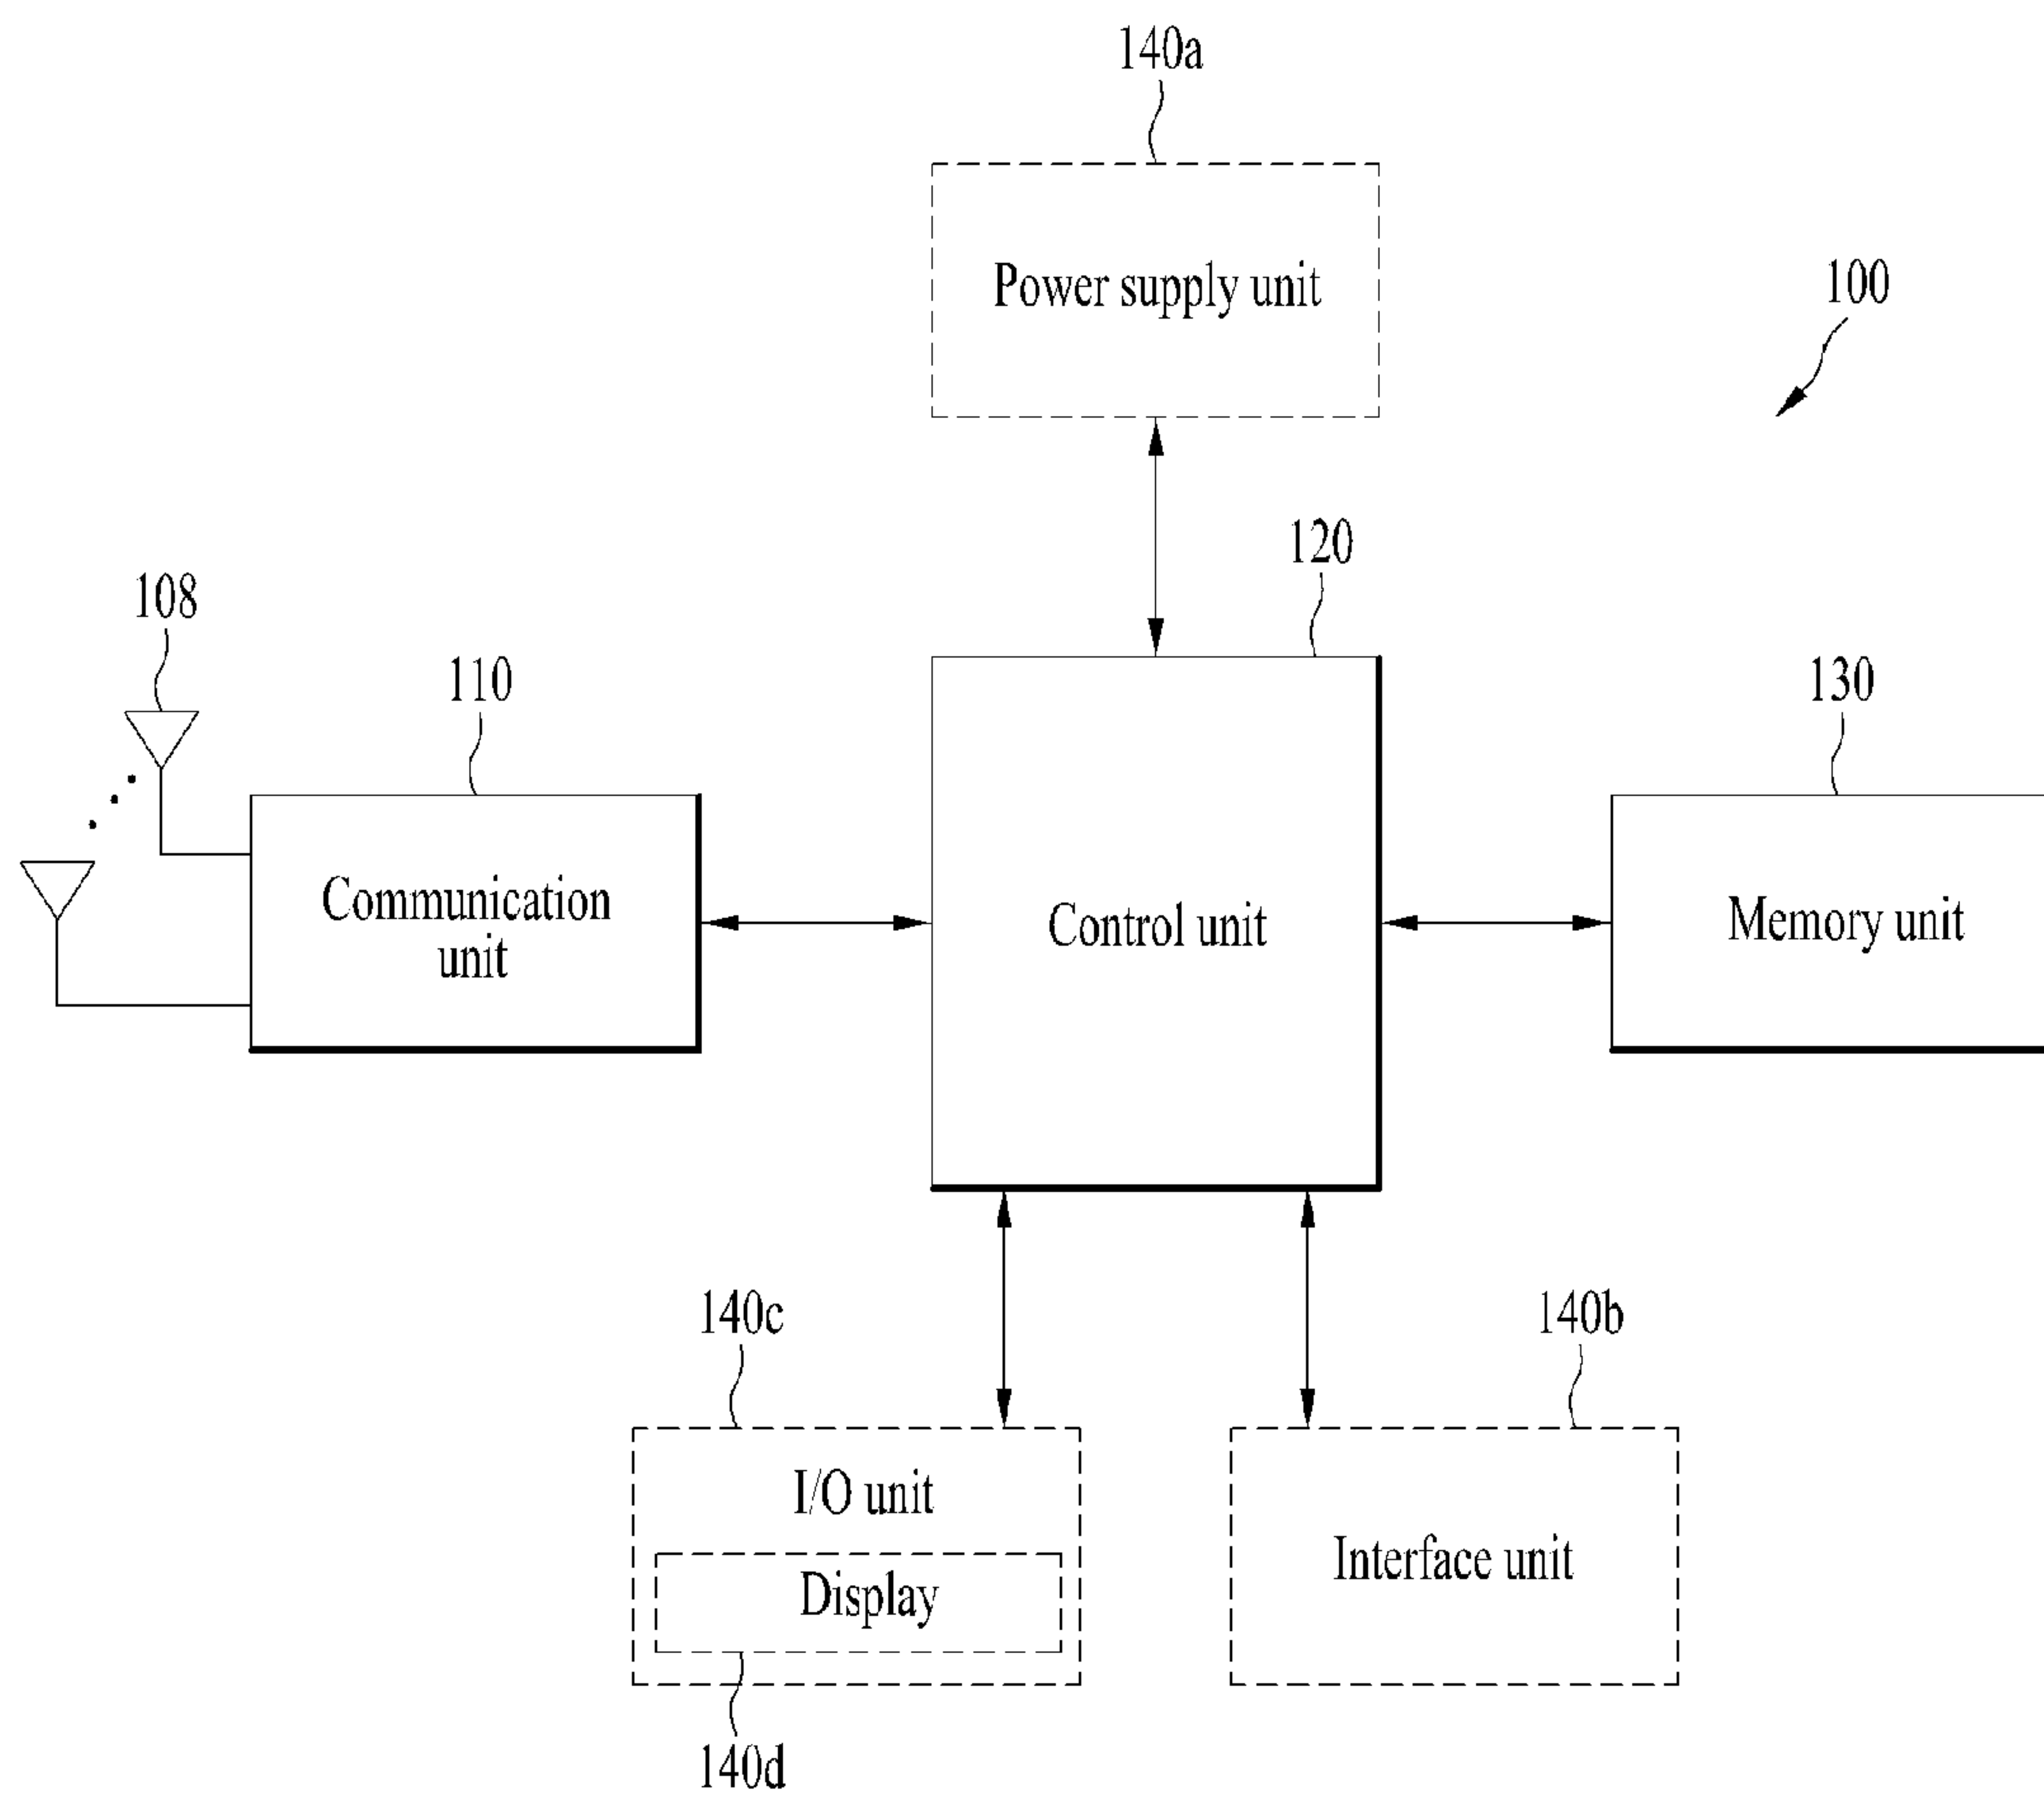 140a
Power supply unit
100
120
108
110
130
Communication
unit
Control unit
Memory unit
140c
140b
I/O unit
Interface unit
Display
140d